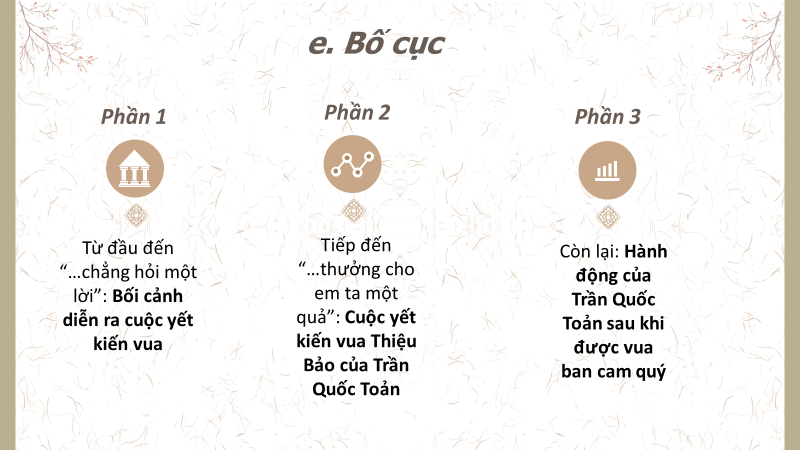 e. Bố cục
Phần 1
Từ đầu đến
“…chẳng hỏi một
lời”: Bối cảnh
diễn ra cuộc yết
kiến vua
Phần 2
Tiếp đến
“…thưởng cho
em ta một
quả”: Cuộc yết
kiến vua Thiệu
Bảo của Trần
Quốc Toản
Phần 3
Còn lại: Hành
động của
Trần Quốc
Toản sau khi
được vua
ban cam quý